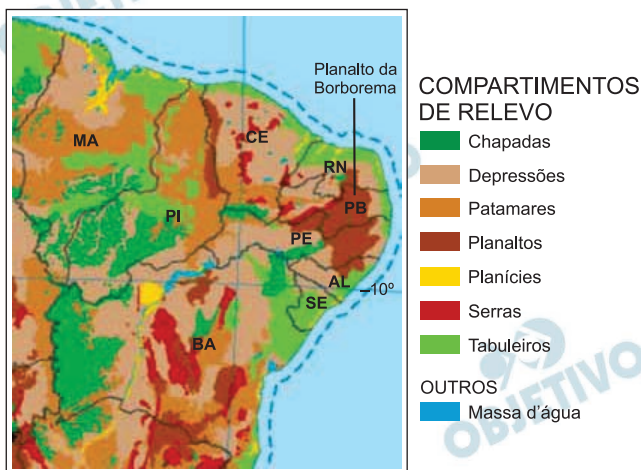 Planalto da
Borborema
MA
CE
RN
PB
PI
PE
AL
SE
–10º
BA
COMPARTIMENTOS
DE RELEVO
Chapadas
Depressões
Patamares
Planaltos
Planícies
Serras
Tabuleiros
OUTROS
Massa d'água
OBJETIVO